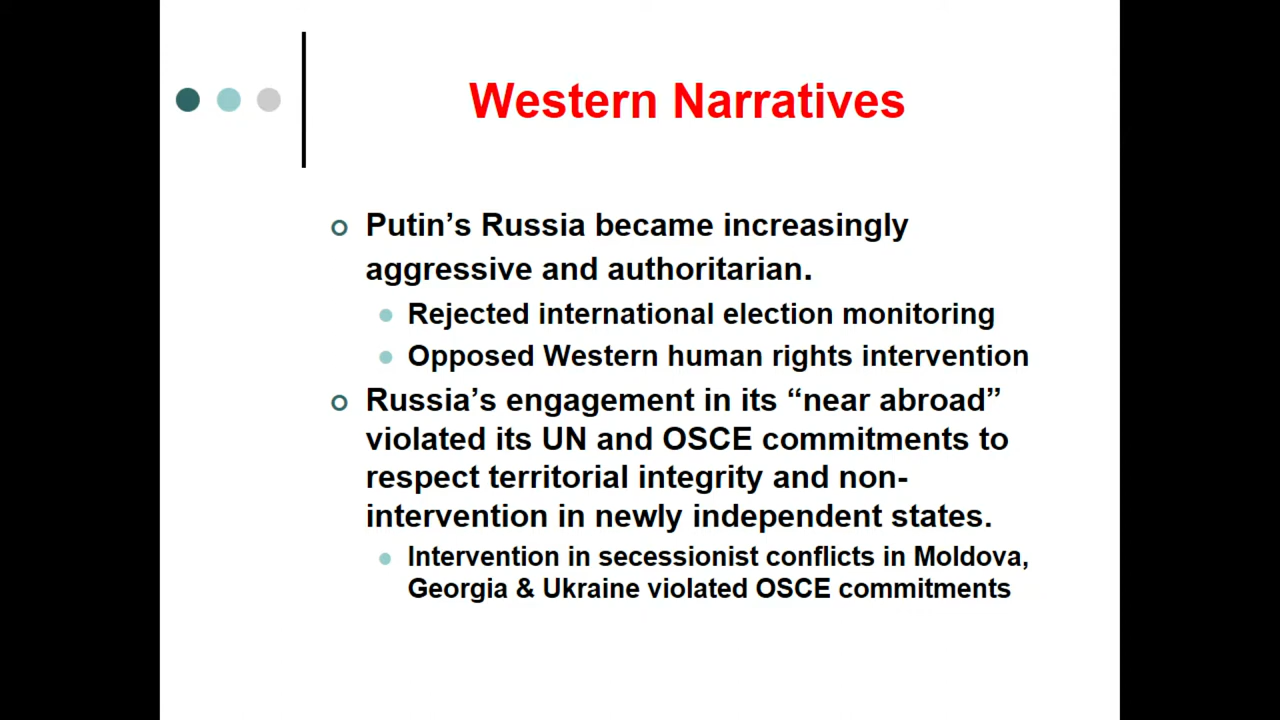 Western Narratives
Putin’s Russia became increasingly
aggressive and authoritarian.
Rejected international election monitoring
Opposed Western human rights intervention
Russia’s engagement in its “near abroad”
violated its UN and OSCE commitments to
respect territorial integrity and non-
intervention in newly independent states.
Intervention in secessionist conflicts in Moldova,
Georgia & Ukraine violated OSCE commitments